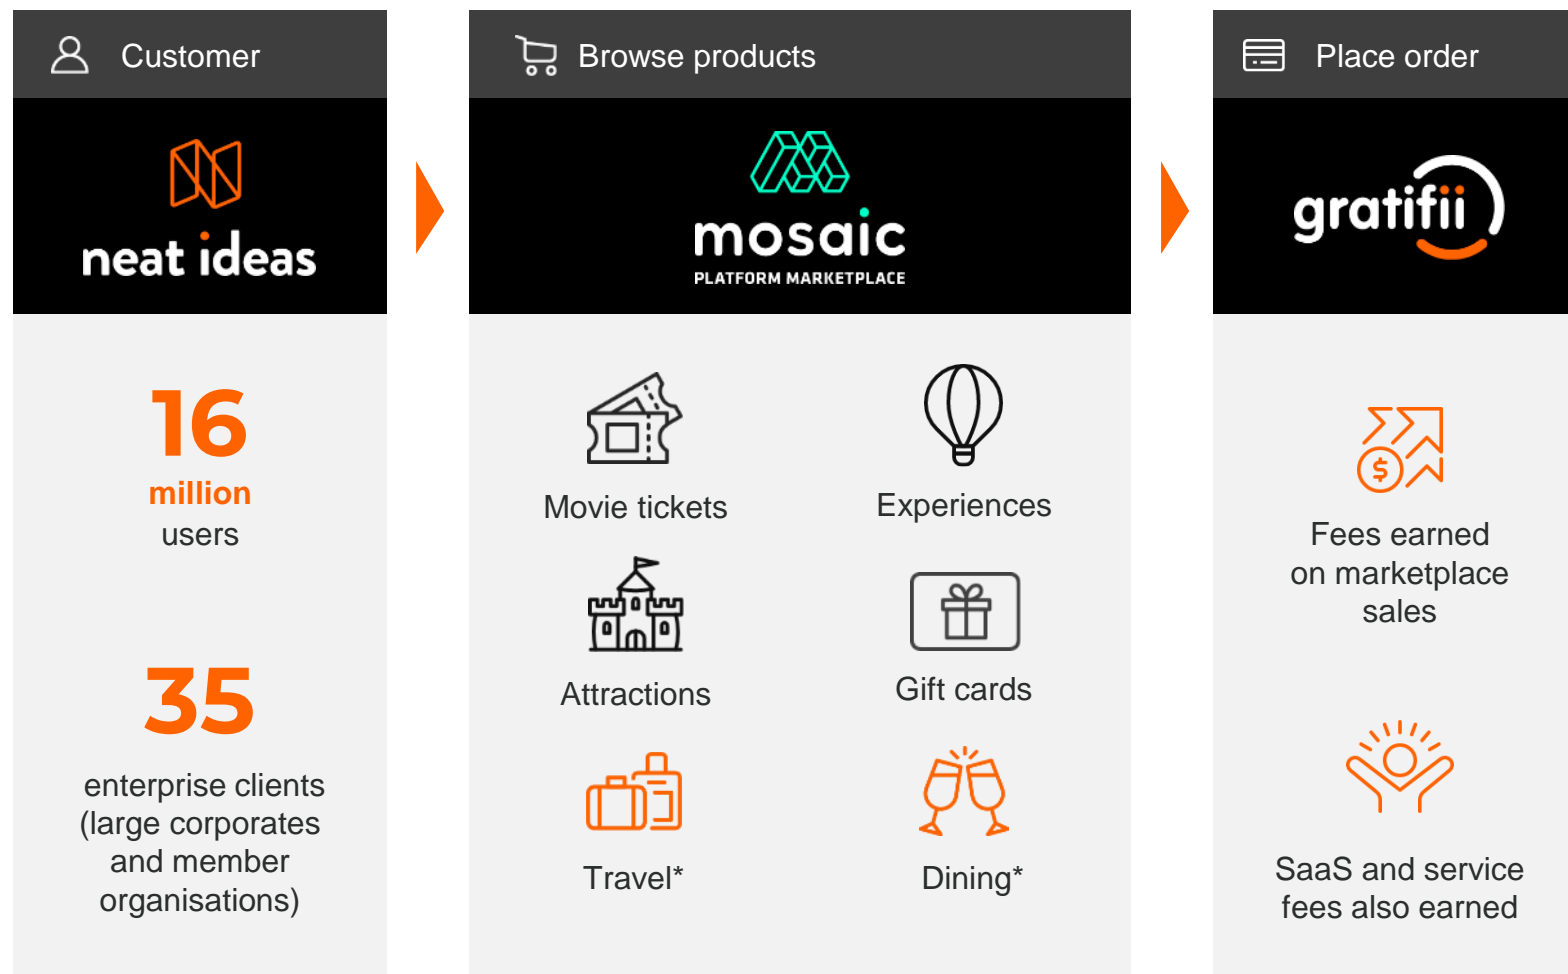 Customer
neat ideas
16
million
users
35
enterprise clients
(large corporates
and member
organisations)
Browse products
mosaic
PLATFORM MARKETPLACE
Movie tickets
Experiences
Attractions
Gift cards
Travel*
Dining*
Place order
gratifii
$
Fees earned
on marketplace
sales
SaaS and service
fees also earned